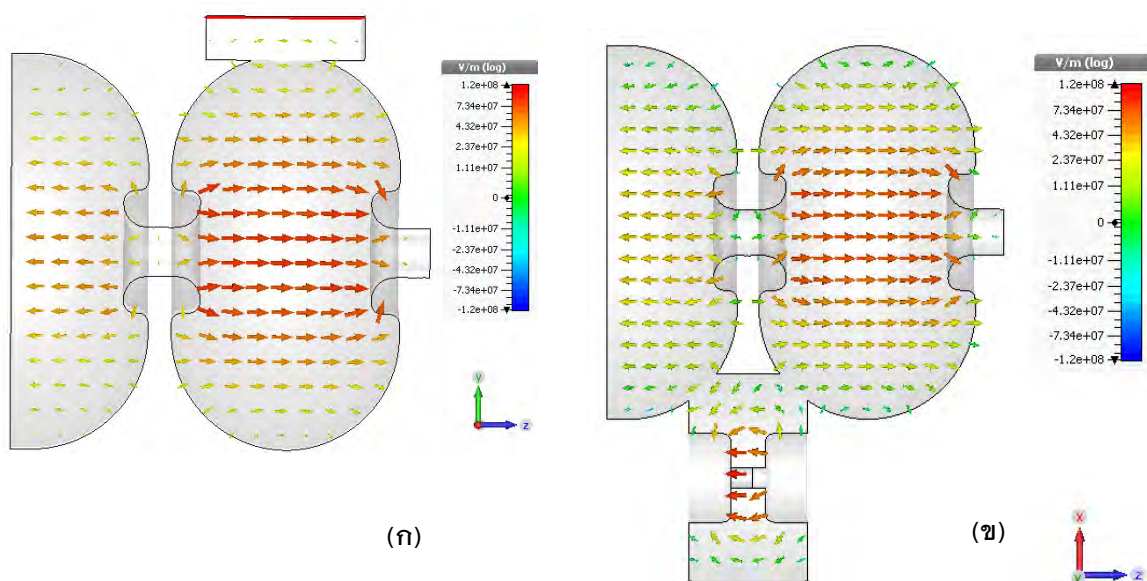 V/m (log)
1.2e+08
7.34e+07
4.32e+07
2.37e+07
1.11e+07
0
-1.11e+07
-2.37e+07
-4.32e+07
-7.34e+07
-1.2e+08
y
z
(ก)
V/m (log)
1.2e+08
7.34e+07
4.32e+07
2.37e+07
1.11e+07
0
-1.11e+07
-2.37e+07
-4.32e+07
-7.34e+07
-1.2e+08
(ข)
x
y
z